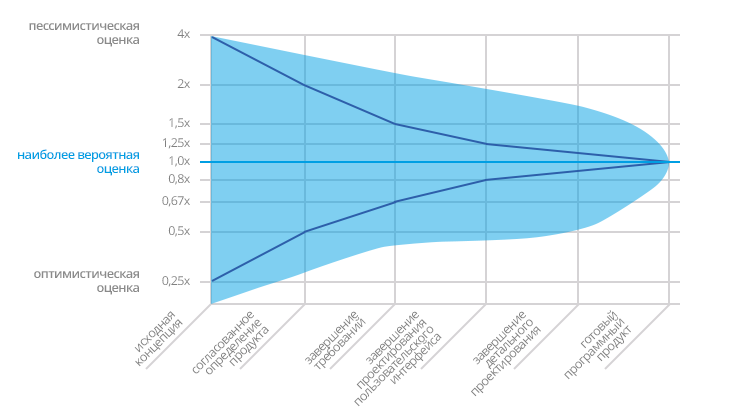 пессимистическая
оценка
4x
2x
1,5x
1,25x
наиболее вероятная
оценка
1,0x
0,8x
0,67x
0,5x
оптимистическая
оценка
0,25x
исходная
концепция
согласованное
определение
продукта
завершение
требований
завершение
проектирования
пользовательского
интерфейса
завершение
детального
проектирования
готовый
программный
продукт